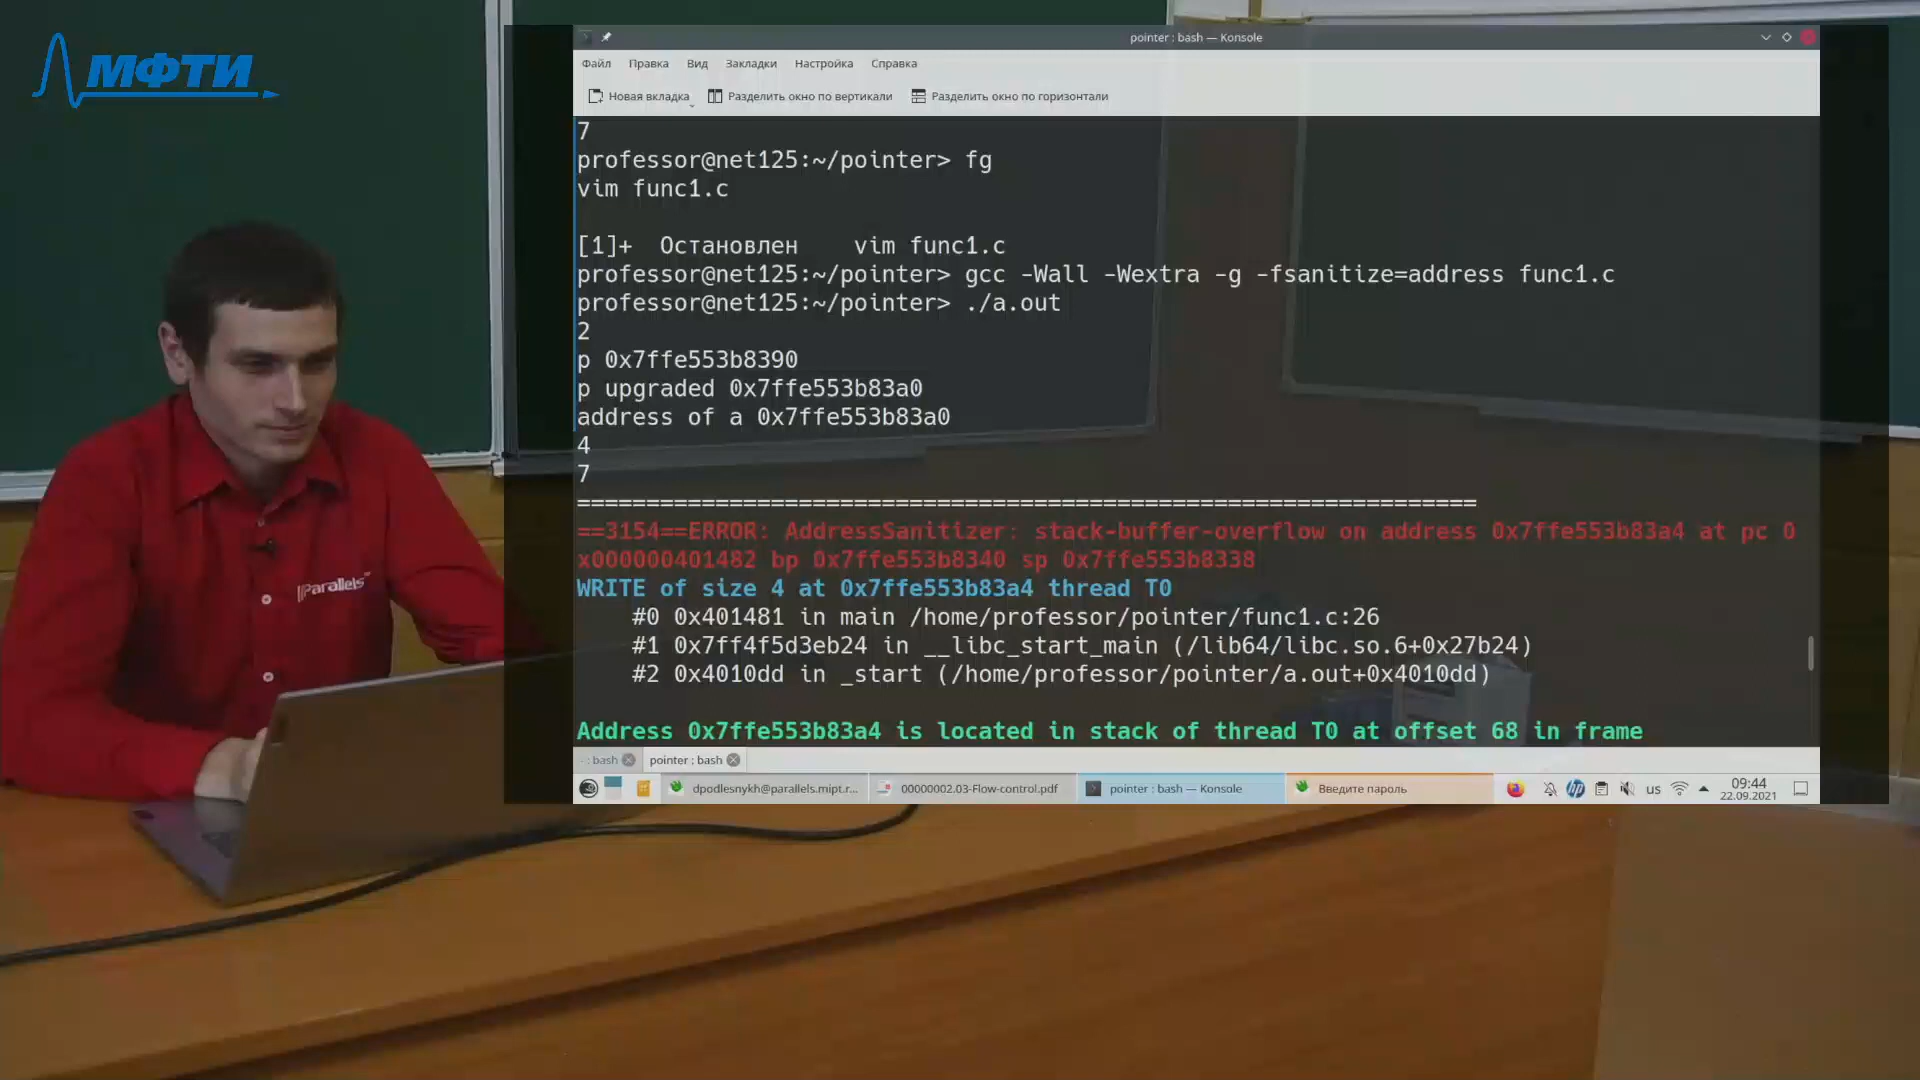 МФТИ
pointer : bash — Konsole
Файл Правка Вид Закладки Настройка Справка
Новая вкладка Разделить окно по вертикали Разделить окно по горизонтали
7
professor@net125:~/pointer> fg
vim func1.c
[1]+ Остановлен vim func1.c
professor@net125:~/pointer> gcc -Wall -Wextra -g -fsanitize=address func1.c
professor@net125:~/pointer> ./a.out
2
p 0x7ffe553b8390
p upgraded 0x7ffe553b83a0
address of a 0x7ffe553b83a0
4
7
=================================================================
==3154==ERROR: AddressSanitizer: stack-buffer-overflow on address 0x7ffe553b83a4 at pc 0
x000000401482 bp 0x7ffe553b8340 sp 0x7ffe553b8338
WRITE of size 4 at 0x7ffe553b83a4 thread T0
#0 0x401481 in main /home/professor/pointer/func1.c:26
#1 0x7ff4f5d3eb24 in __libc_start_main (/lib64/libc.so.6+0x27b24)
#2 0x4010dd in _start (/home/professor/pointer/a.out+0x4010dd)
Address 0x7ffe553b83a4 is located in stack of thread T0 at offset 68 in frame
: bash pointer : bash
dpodlesnykh@parallels.mipt.r... 00000002.03-Flow-control.pdf pointer : bash — Konsole Введите пароль us 09:44
22.09.2021
||Parallels™